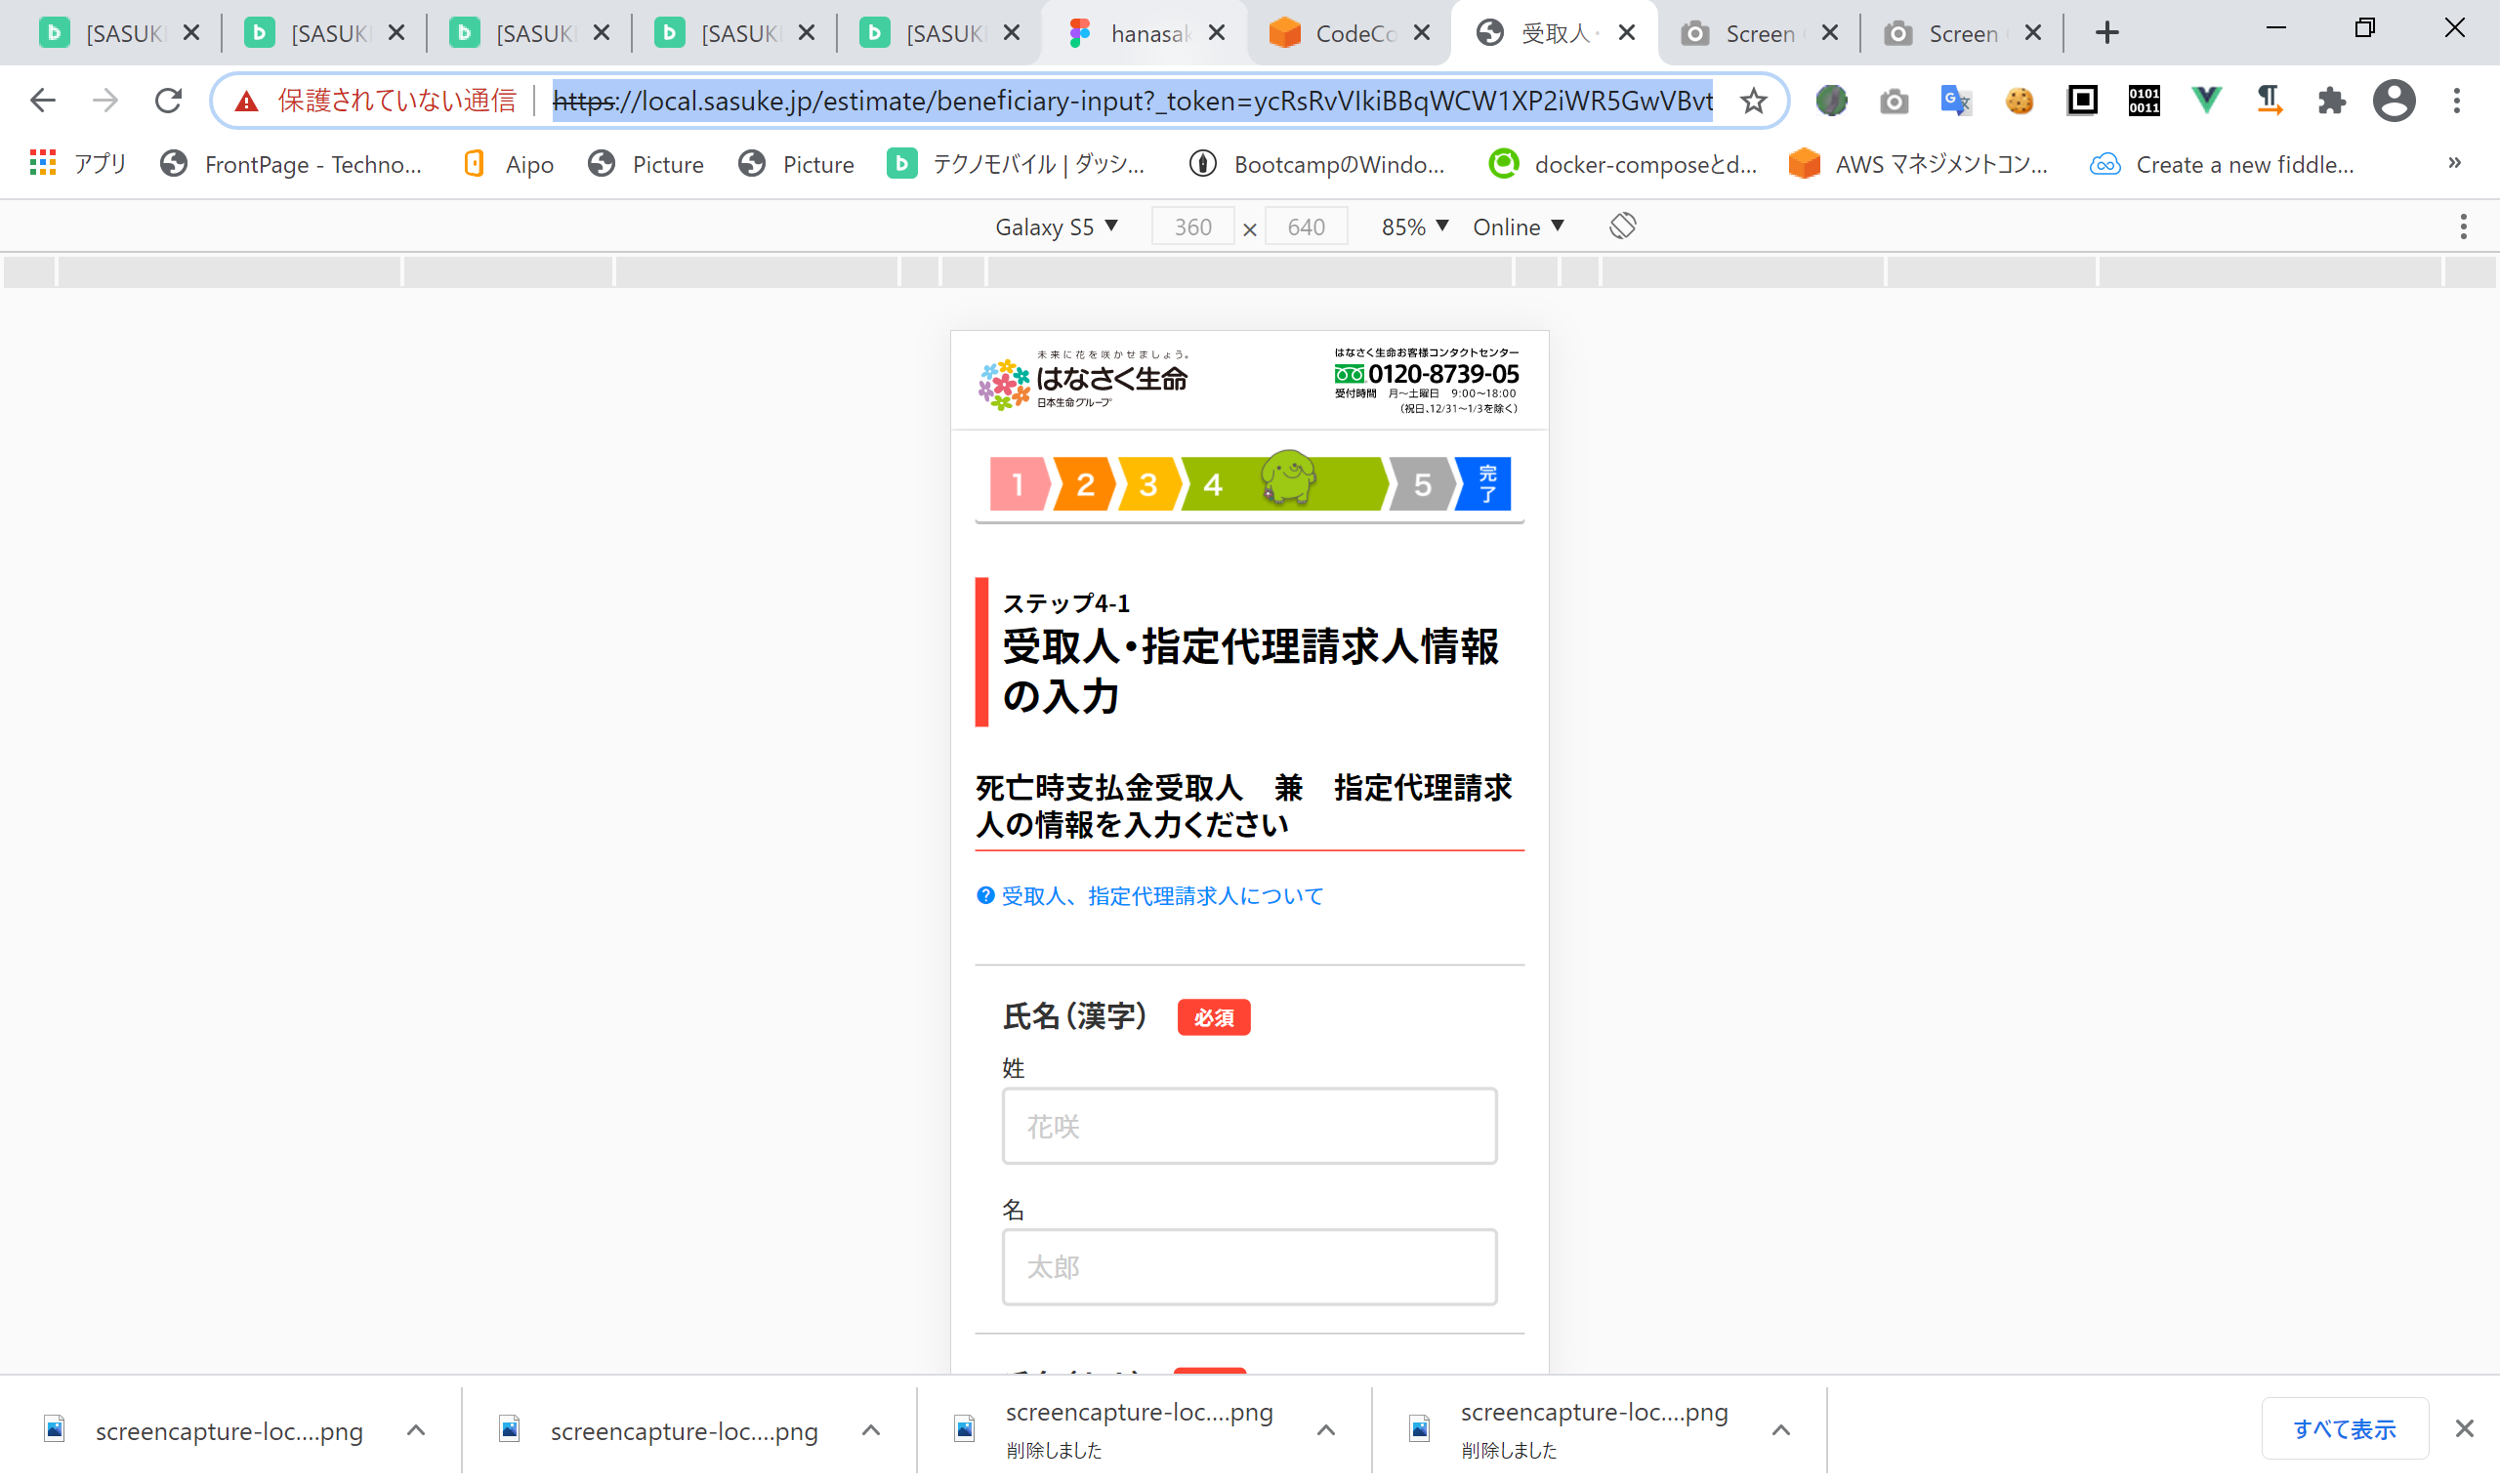 [SASUK
[SASUK
[SASUK
[SASUK
[SASUK
hanasak
CodeCo
受取人・
Screen
Screen
保護されていない通信
https://local.sasuke.jp/estimate/beneficiary-input?_token=ycRsRvVIkiBBqWCW1XP2iWR5GwVBvt
アプリ
FrontPage - Techno...
Aipo
Picture
Picture
テクノモバイル | ダッシ...
BootcampのWindo...
docker-composeとd...
AWS マネジメントコン...
Create a new fiddle...
»
Galaxy S5 ▼
360 × 640
85% ▼
Online ▼
未来に花を咲かせましょう。
はなさく生命
日本生命グループ
はなさく生命お客様コンタクトセンター
0120-8739-05
受付時間 月~土曜日 9:00~18:00
(祝日、12/31~1/3を除く)
1 2 3 4 5 完了
ステップ4-1
受取人・指定代理請求人情報
の入力
死亡時支払金受取人 兼 指定代理請求
人の情報を入力ください
受取人、指定代理請求人について
氏名(漢字) 必須
姓
花咲
名
太郎
screencapture-loc....png
screencapture-loc....png
screencapture-loc....png
削除しました
screencapture-loc....png
削除しました
すべて表示